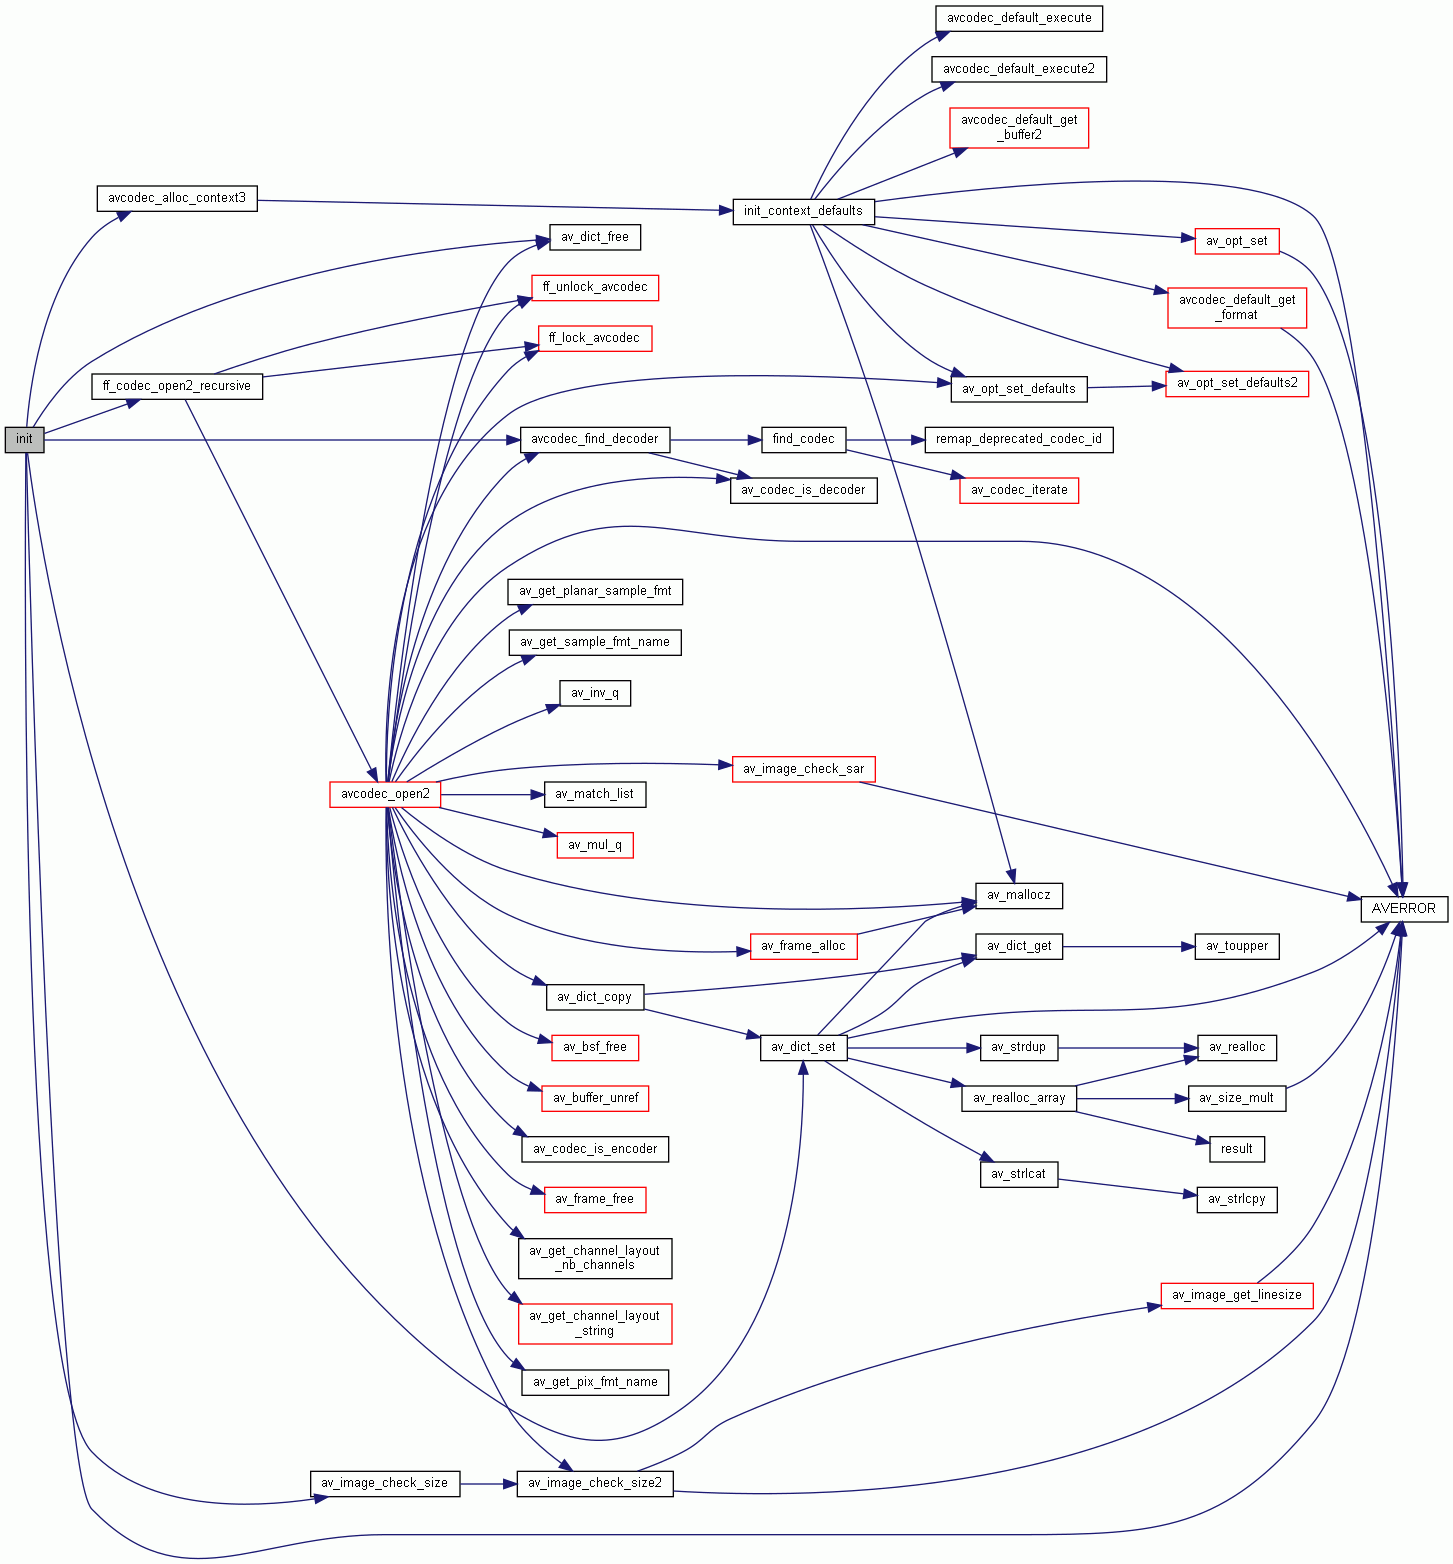 avcodec_default_execute
avcodec_default_execute2
avcodec_default_get
_buffer2
avcodec_alloc_context3
init_context_defaults
av_dict_free
av_opt_set
ff_unlock_avcodec
avcodec_default_get
_format
ff_lock_avcodec
ff_codec_open2_recursive
av_opt_set_defaults
av_opt_set_defaults2
init
avcodec_find_decoder
find_codec
remap_deprecated_codec_id
av_codec_is_decoder
av_codec_iterate
av_get_planar_sample_fmt
av_get_sample_fmt_name
av_inv_q
av_image_check_sar
avcodec_open2
av_match_list
av_mul_q
av_mallocz
AVERROR
av_frame_alloc
av_dict_get
av_toupper
av_dict_copy
av_bsf_free
av_dict_set
av_strdup
av_realloc
av_buffer_unref
av_realloc_array
av_size_mult
av_codec_is_encoder
result
av_strlcat
av_frame_free
av_strlcpy
av_get_channel_layout
_nb_channels
av_image_get_linesize
av_get_channel_layout
_string
av_get_pix_fmt_name
av_image_check_size
av_image_check_size2